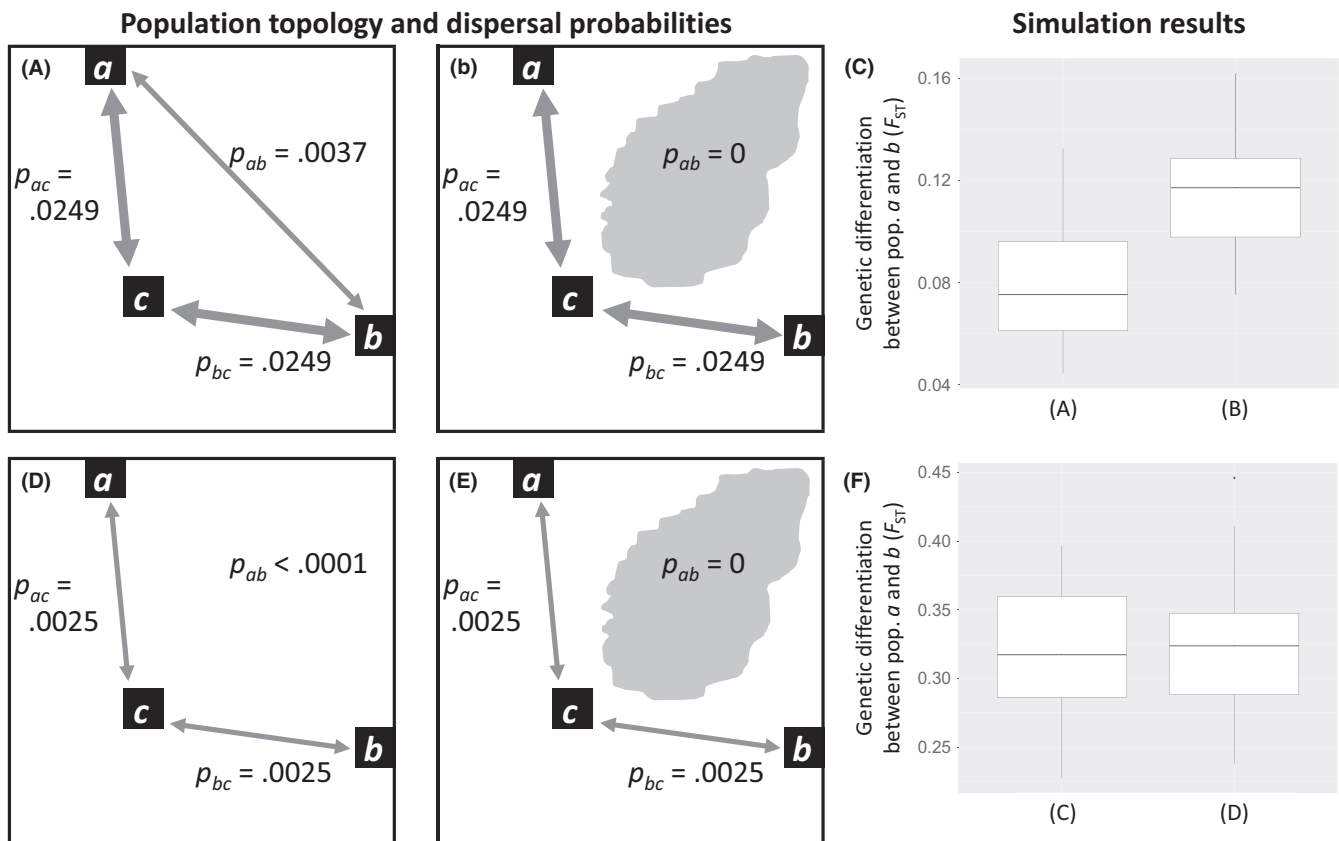 Population topology and dispersal probabilities
Simulation results
(A)
a
p_ab = .0037
p_ac =
.0249
c
b
p_bc = .0249
(b)
a
p_ab = 0
p_ac =
.0249
c
b
p_bc = .0249
(C)
Genetic differentiation
between pop. a and b (F_ST)
0.16
0.12
0.08
0.04
(A)
(B)
(D)
a
p_ab < .0001
p_ac =
.0025
c
b
p_bc = .0025
(E)
a
p_ab = 0
p_ac =
.0025
c
b
p_bc = .0025
(F)
Genetic differentiation
between pop. a and b (F_ST)
0.45
0.40
0.35
0.30
0.25
(C)
(D)